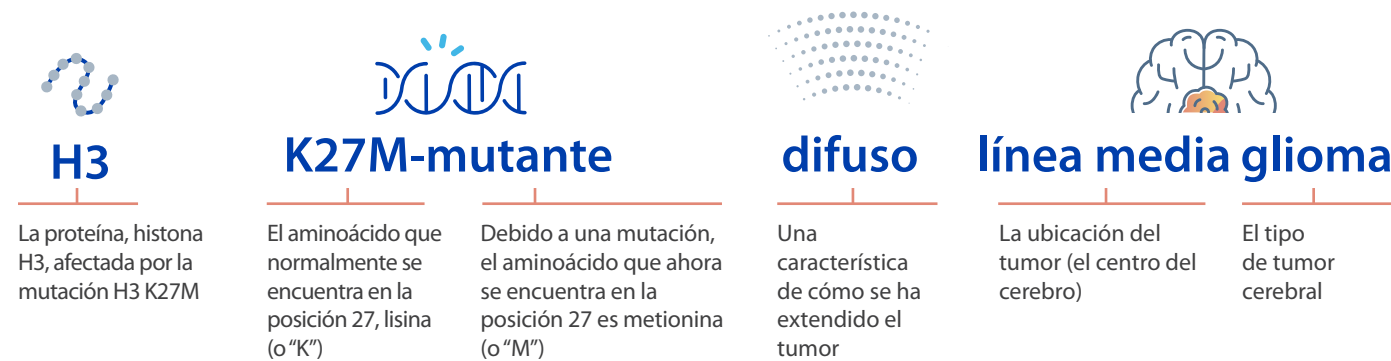 H3
K27M-mutante
difuso
línea media glioma
La proteína, histona
H3, afectada por la
mutación H3 K27M
El aminoácido que
normalmente se
encuentra en la
posición 27, lisina
(o “K”)
Debido a una mutación,
el aminoácido que ahora
se encuentra en la
posición 27 es metionina
(o “M”)
Una
característica
de cómo se ha
extendido el
tumor
La ubicación del
tumor (el centro del
cerebro)
El tipo
de tumor
cerebral